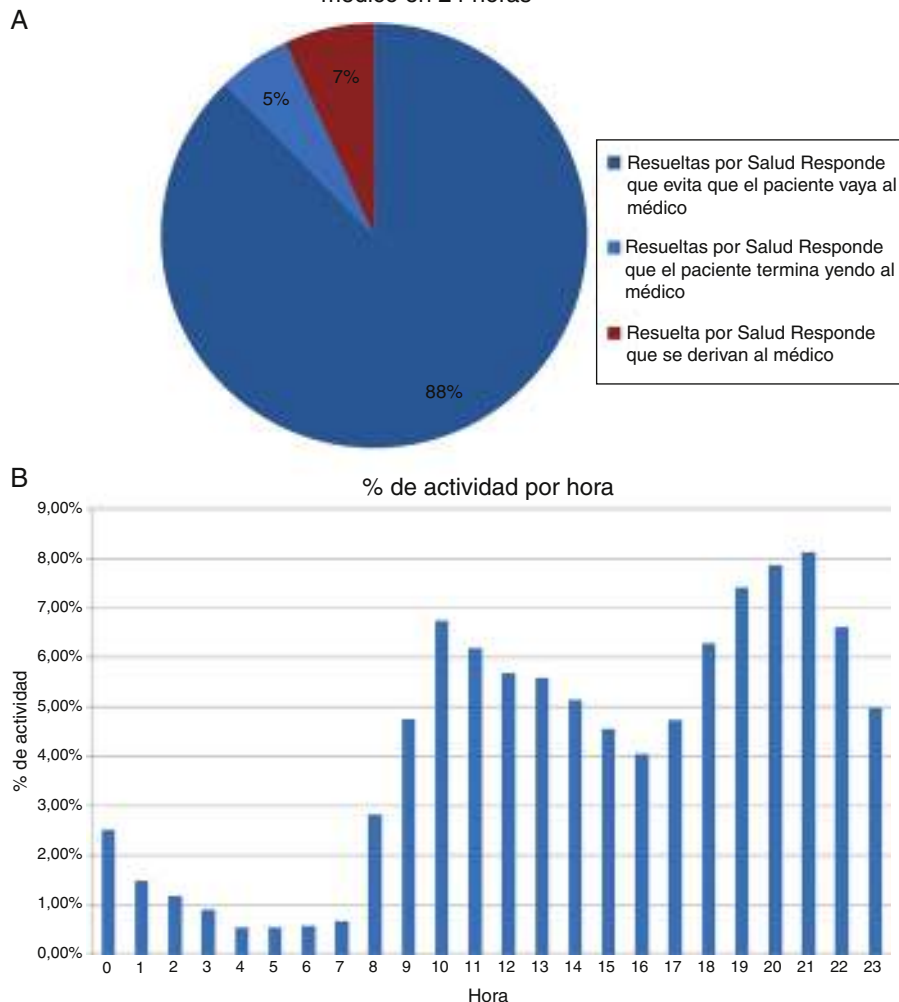 A
7%
5%
88%
Resueltas por Salud Responde
que evita que el paciente vaya al
médico
Resueltas por Salud Responde
que el paciente termina yendo al
médico
Resuelta por Salud Responde
que se derivan al médico
B
% de actividad por hora
9,00%
8,00%
7,00%
6,00%
5,00%
4,00%
3,00%
2,00%
1,00%
0,00%
% de actividad
0 1 2 3 4 5 6 7 8 9 10 11 12 13 14 15 16 17 18 19 20 21 22 23
Hora